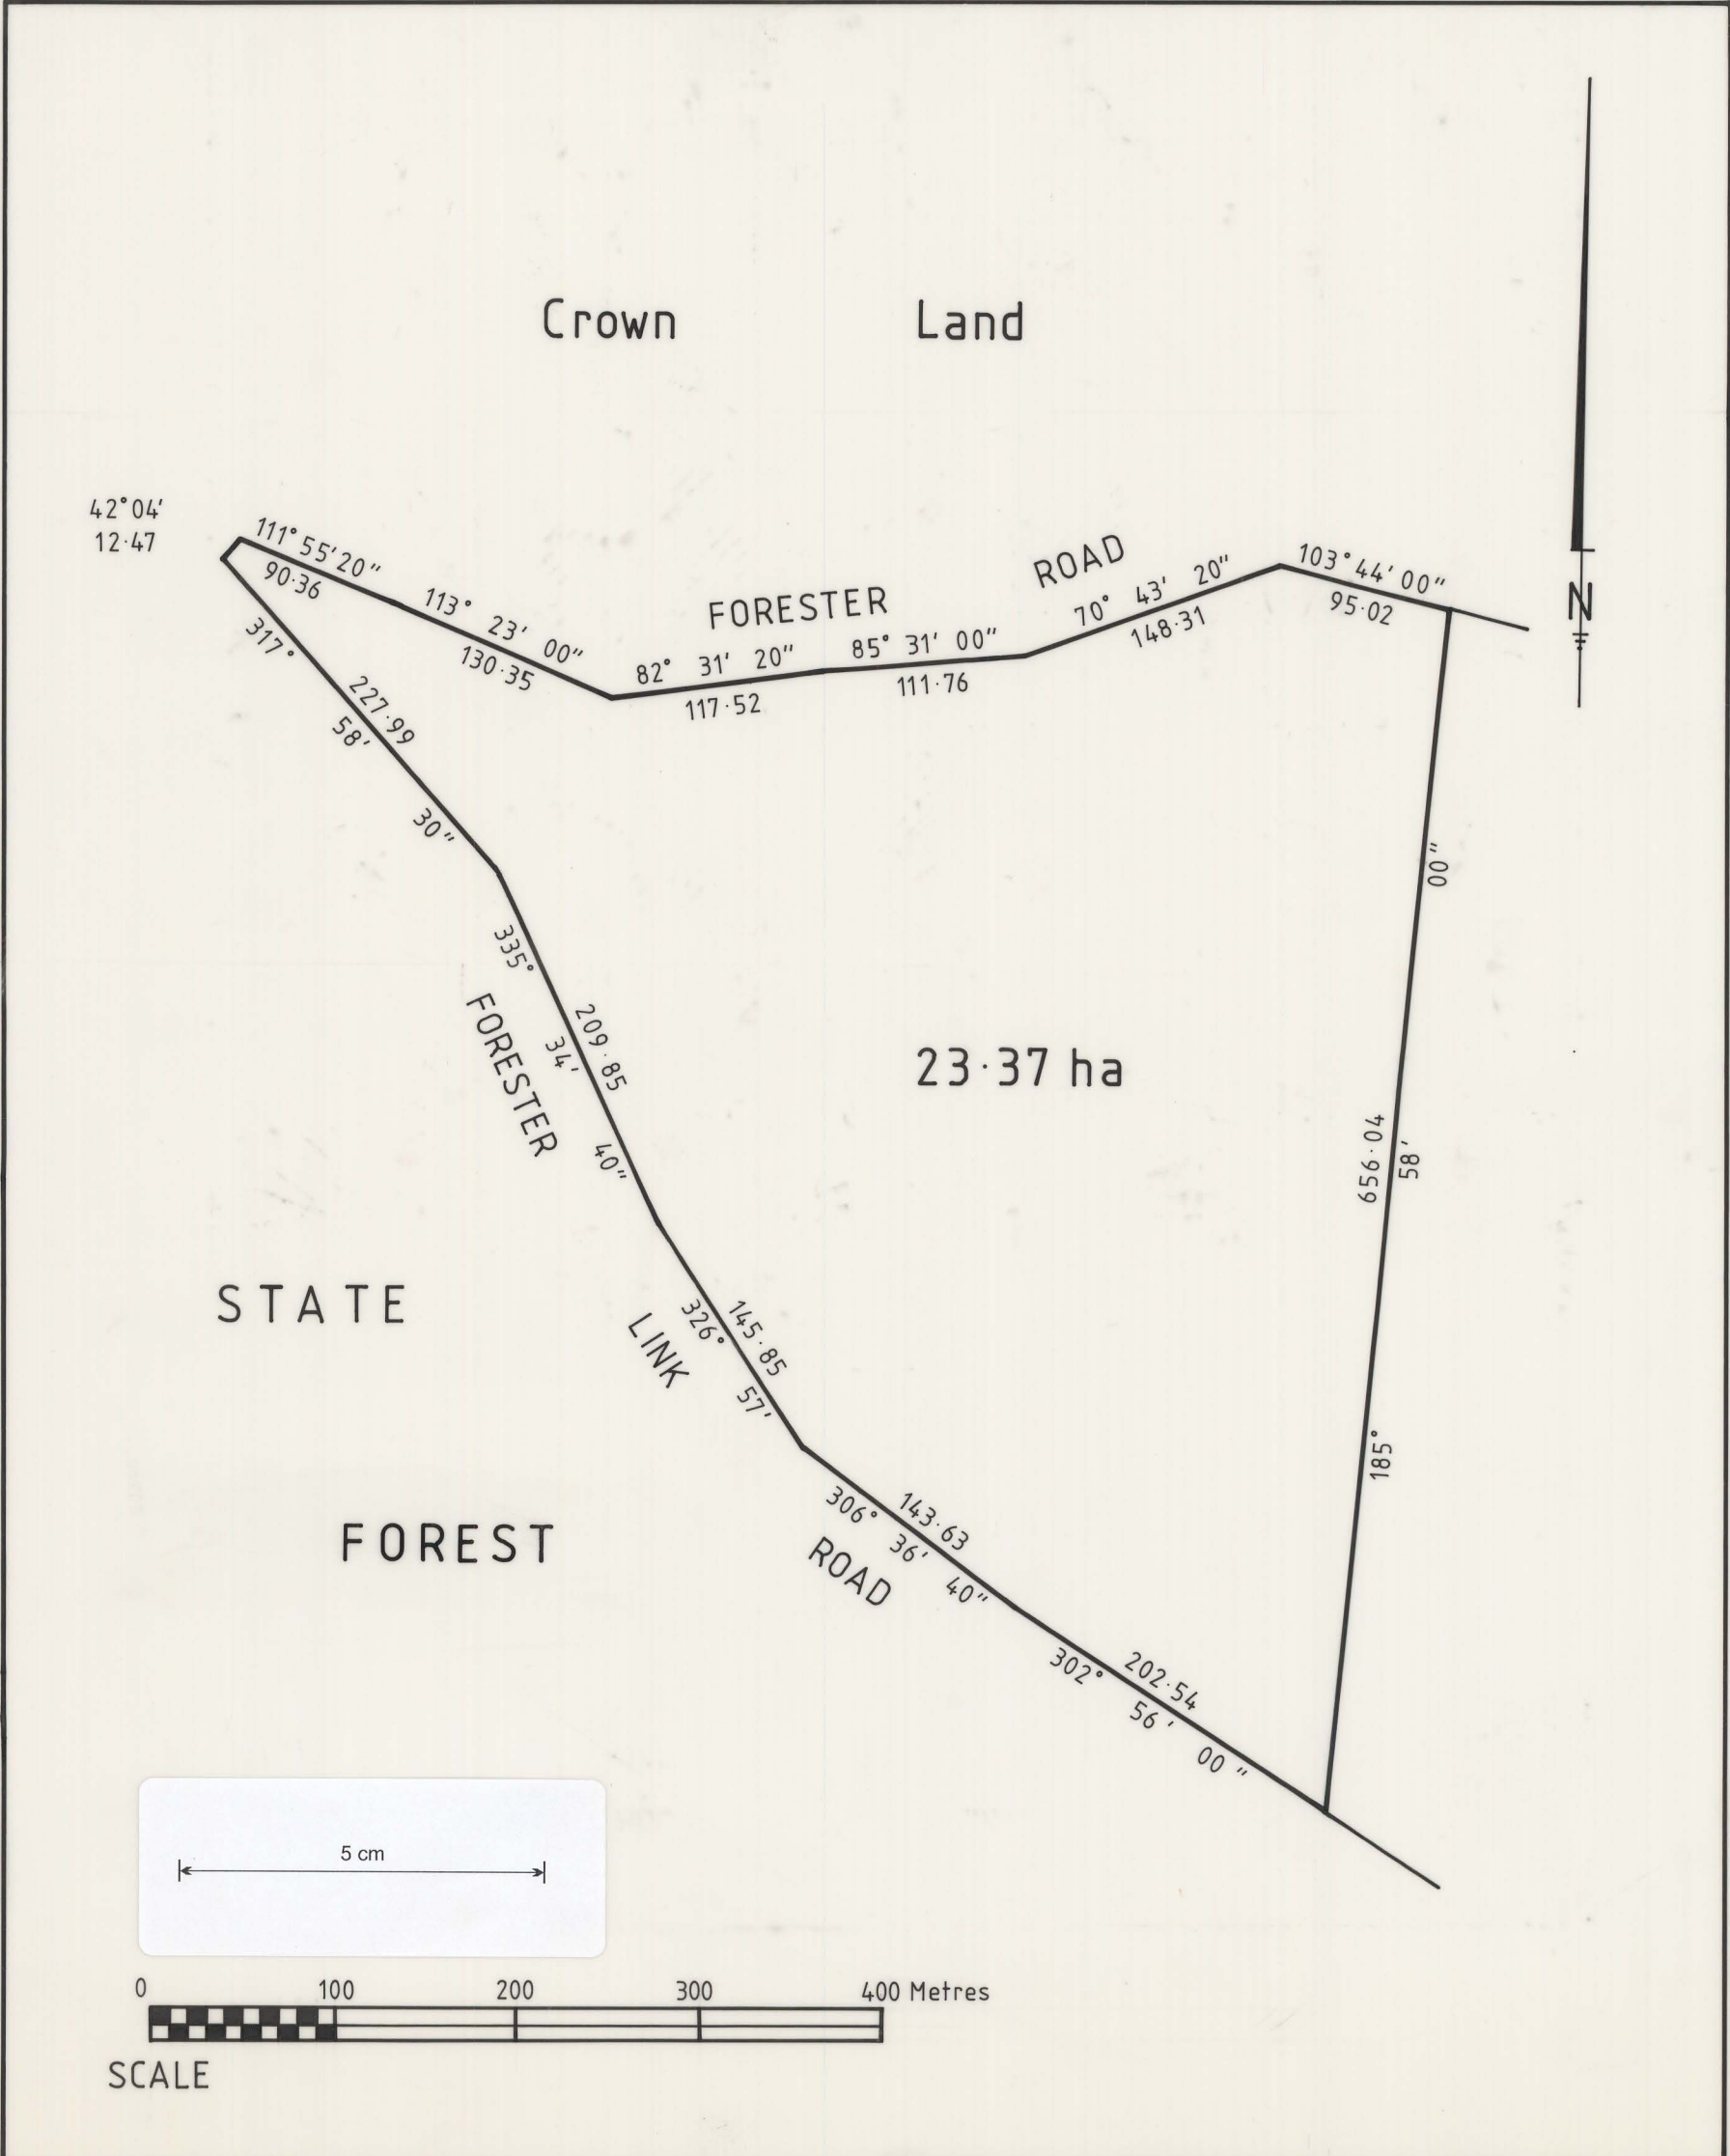 Crown Land
42°04'
12·47
111° 55' 20"
90·36
113° 23' 00"
130·35
FORESTER ROAD
82° 31' 20"
117·52
85° 31' 00"
111·76
70° 43' 20"
148·31
103° 44' 00"
95·02
N
317° 58' 30"
227·99
335° 34' 40"
209·85
FORESTER LINK ROAD
326° 57'
145·85
306° 36' 40"
143·63
302° 56' 00"
202·54
185° 58' 00"
656·04
23·37 ha
STATE
FOREST
5 cm
0 100 200 300 400 Metres
SCALE